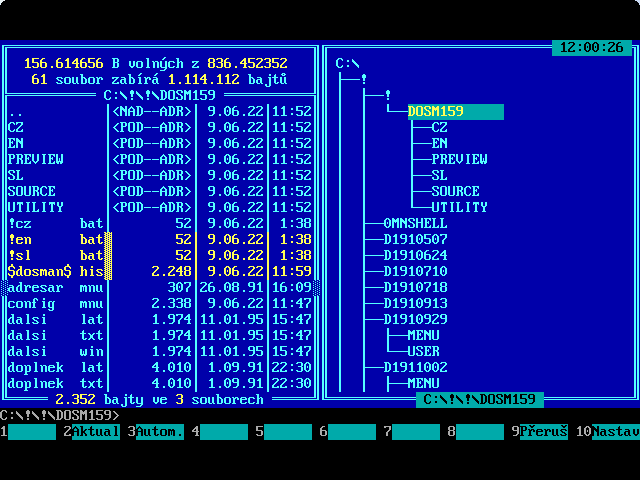 12:00:26
156.614656 B volných z 836.452352
61 soubor zabírá 1.114.112 bajtů
C:\!\!\DOSM159
.. <NAD--ADR> 9.06.22 11:52
CZ <POD--ADR> 9.06.22 11:52
EN <POD--ADR> 9.06.22 11:52
PREVIEW <POD--ADR> 9.06.22 11:52
SL <POD--ADR> 9.06.22 11:52
SOURCE <POD--ADR> 9.06.22 11:52
UTILITY <POD--ADR> 9.06.22 11:52
!cz bat 52 9.06.22 1:38
!en bat 52 9.06.22 1:38
!sl bat 52 9.06.22 1:38
$dosman$ his 2.248 9.06.22 11:59
adresar mnu 307 26.08.91 16:09
config mnu 2.338 9.06.22 11:47
dalsi lat 1.974 11.01.95 15:47
dalsi txt 1.974 11.01.95 15:47
dalsi win 1.974 11.01.95 15:47
doplnek lat 4.010 1.09.91 22:30
doplnek txt 4.010 1.09.91 22:30
2.352 bajty ve 3 souborech
C:\
!
!
DOSM159
CZ
EN
PREVIEW
SL
SOURCE
UTILITY
OMNSHELL
D1910507
D1910624
D1910710
D1910718
D1910913
D1910929
MENU
USER
D1911002
MENU
C:\!\!\DOSM159
C:\!\!\DOSM159>
1 2Aktual 3Autom. 4 5 6 7 8 9Přeruš 10Nastav